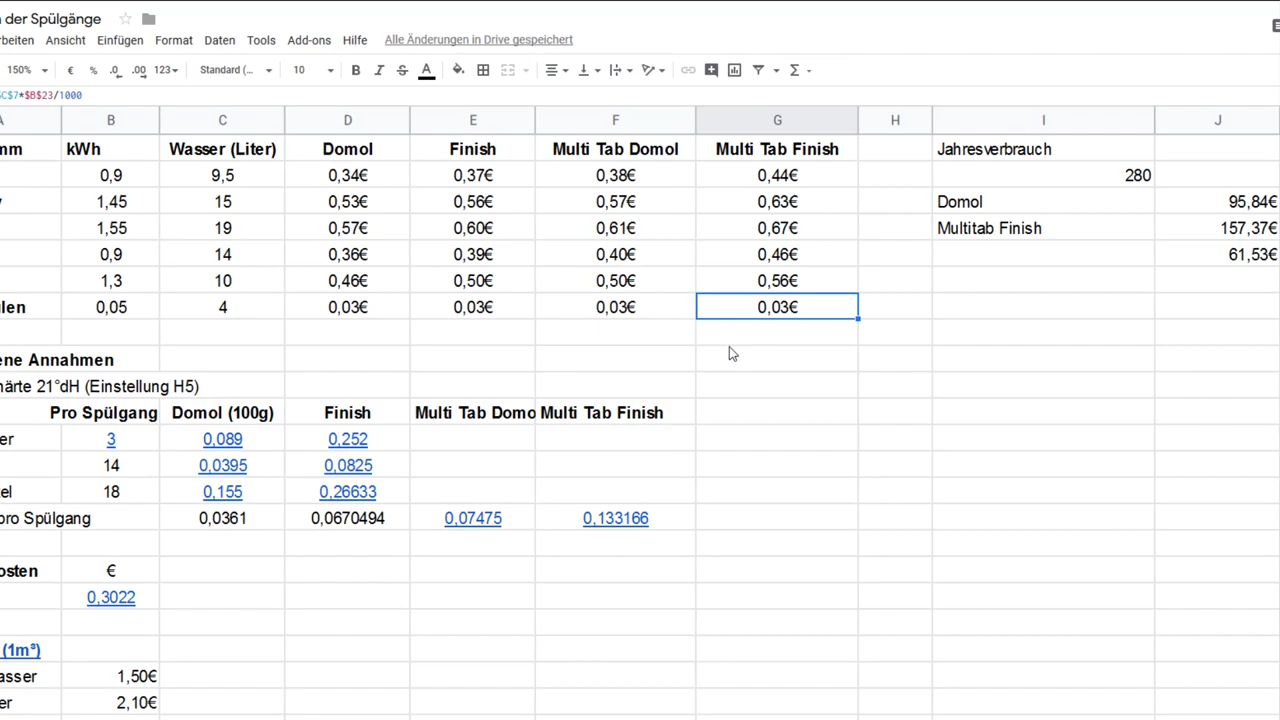 der Spülgänge
eiten Ansicht Einfügen Format Daten Tools Add-ons Hilfe Alle Änderungen in Drive gespeichert
150% € % .0 .00 123 Standard (... 10 B I S A
C$7*$B$23/1000
A B C D E F G H I J
mm kWh Wasser (Liter) Domol Finish Multi Tab Domol Multi Tab Finish Jahresverbrauch
0,9 9,5 0,34€ 0,37€ 0,38€ 0,44€ 280
1,45 15 0,53€ 0,56€ 0,57€ 0,63€ Domol 95,84€
1,55 19 0,57€ 0,60€ 0,61€ 0,67€ Multitab Finish 157,37€
0,9 14 0,36€ 0,39€ 0,40€ 0,46€ 61,53€
1,3 10 0,46€ 0,50€ 0,50€ 0,56€
len 0,05 4 0,03€ 0,03€ 0,03€ 0,03€
ene Annahmen
ärte 21°dH (Einstellung H5)
Pro Spülgang Domol (100g) Finish Multi Tab Domo Multi Tab Finish
er 3 0,089 0,252
14 0,0395 0,0825
el 18 0,155 0,26633
pro Spülgang 0,0361 0,0670494 0,07475 0,133166
osten €
0,3022
(1m³)
asser 1,50€
er 2,10€